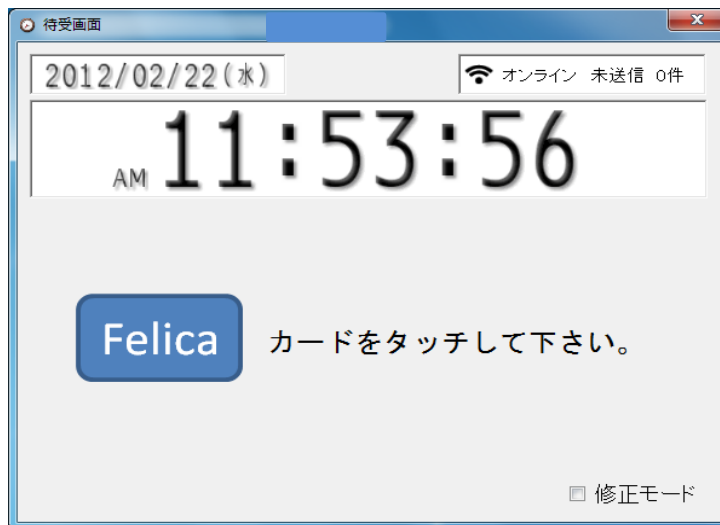 待受画面
2012/02/22(水)
オンライン 未送信 0件
AM 11:53:56
Felica
カードをタッチして下さい。
修正モード